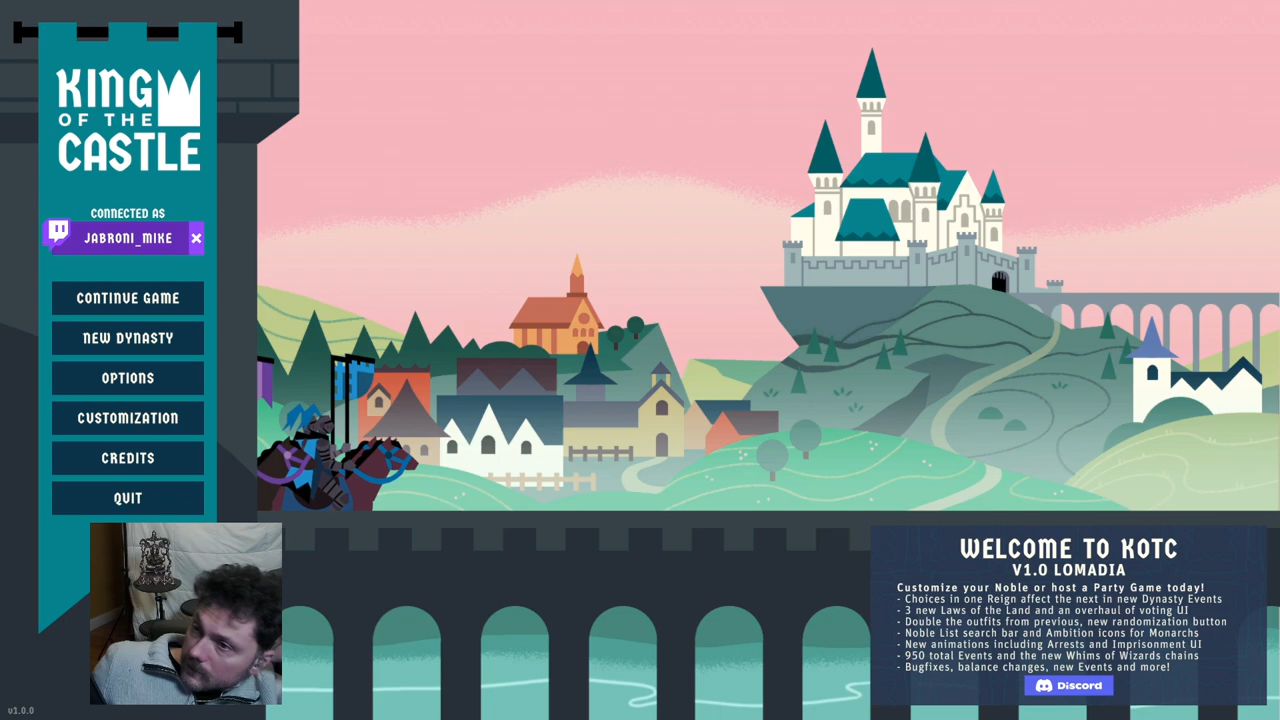 KING
OF THE
CASTLE
CONNECTED AS
JABRONI_MIKE
CONTINUE GAME
NEW DYNASTY
OPTIONS
CUSTOMIZATION
CREDITS
QUIT
v1.0.0
WELCOME TO KOTC
V1.0 LOMADIA
Customize your Noble or host a Party Game today!
- Choices in one Reign affect the next in new Dynasty Events
- 3 new Laws of the Land and an overhaul of voting UI
- Double the outfits from previous, new randomization button
- Noble List search bar and Ambition icons for Monarchs
- New animations including Arrests and Imprisonment UI
- 950 total Events and the new Whims of Wizards chains
- Bugfixes, balance changes, new Events and more!
Discord